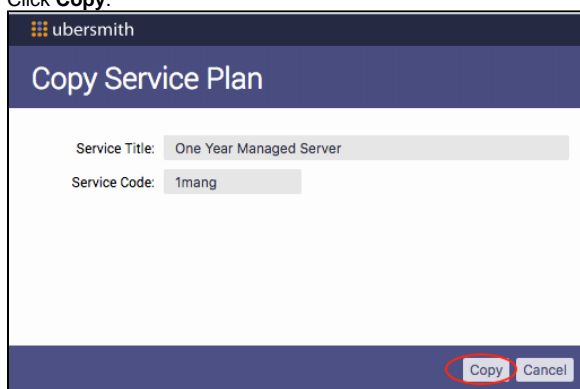 Click Copy.
ubersmith
Copy Service Plan
Service Title: One Year Managed Server
Service Code: 1mang
Copy Cancel